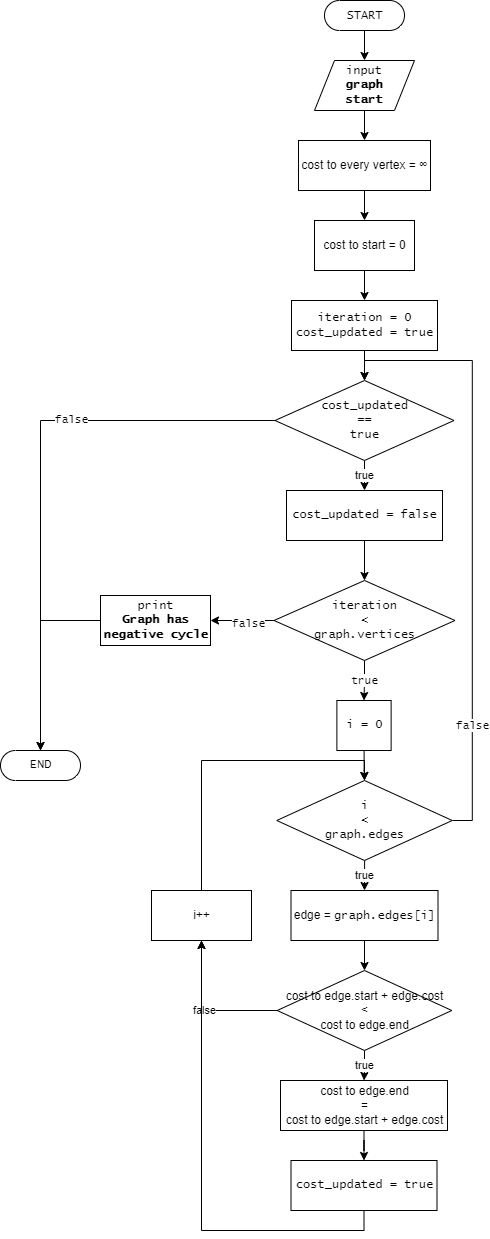 START
input
graph
start
cost to every vertex = ∞
cost to start = 0
iteration = 0
cost_updated = true
cost_updated
==
true
false
true
cost_updated = false
iteration
<
graph.vertices
false
print
Graph has
negative cycle
true
i = 0
false
END
i
<
graph.edges
true
edge = graph.edges[i]
i++
cost to edge.start + edge.cost
<
cost to edge.end
false
true
cost to edge.end
=
cost to edge.start + edge.cost
cost_updated = true